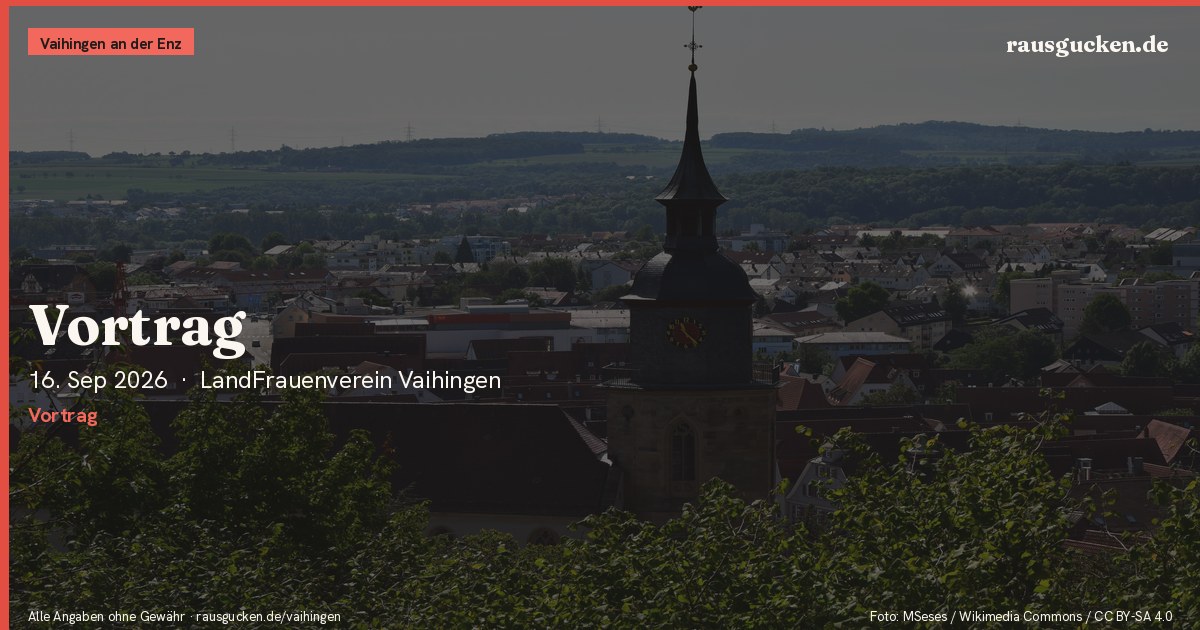 Vaihingen an der Enz
rausgucken.de
Vortrag
16. Sep 2026 · LandFrauenverein Vaihingen
Vortrag
Alle Angaben ohne Gewähr · rausgucken.de/vaihingen
Foto: MSeses / Wikimedia Commons / CC BY-SA 4.0